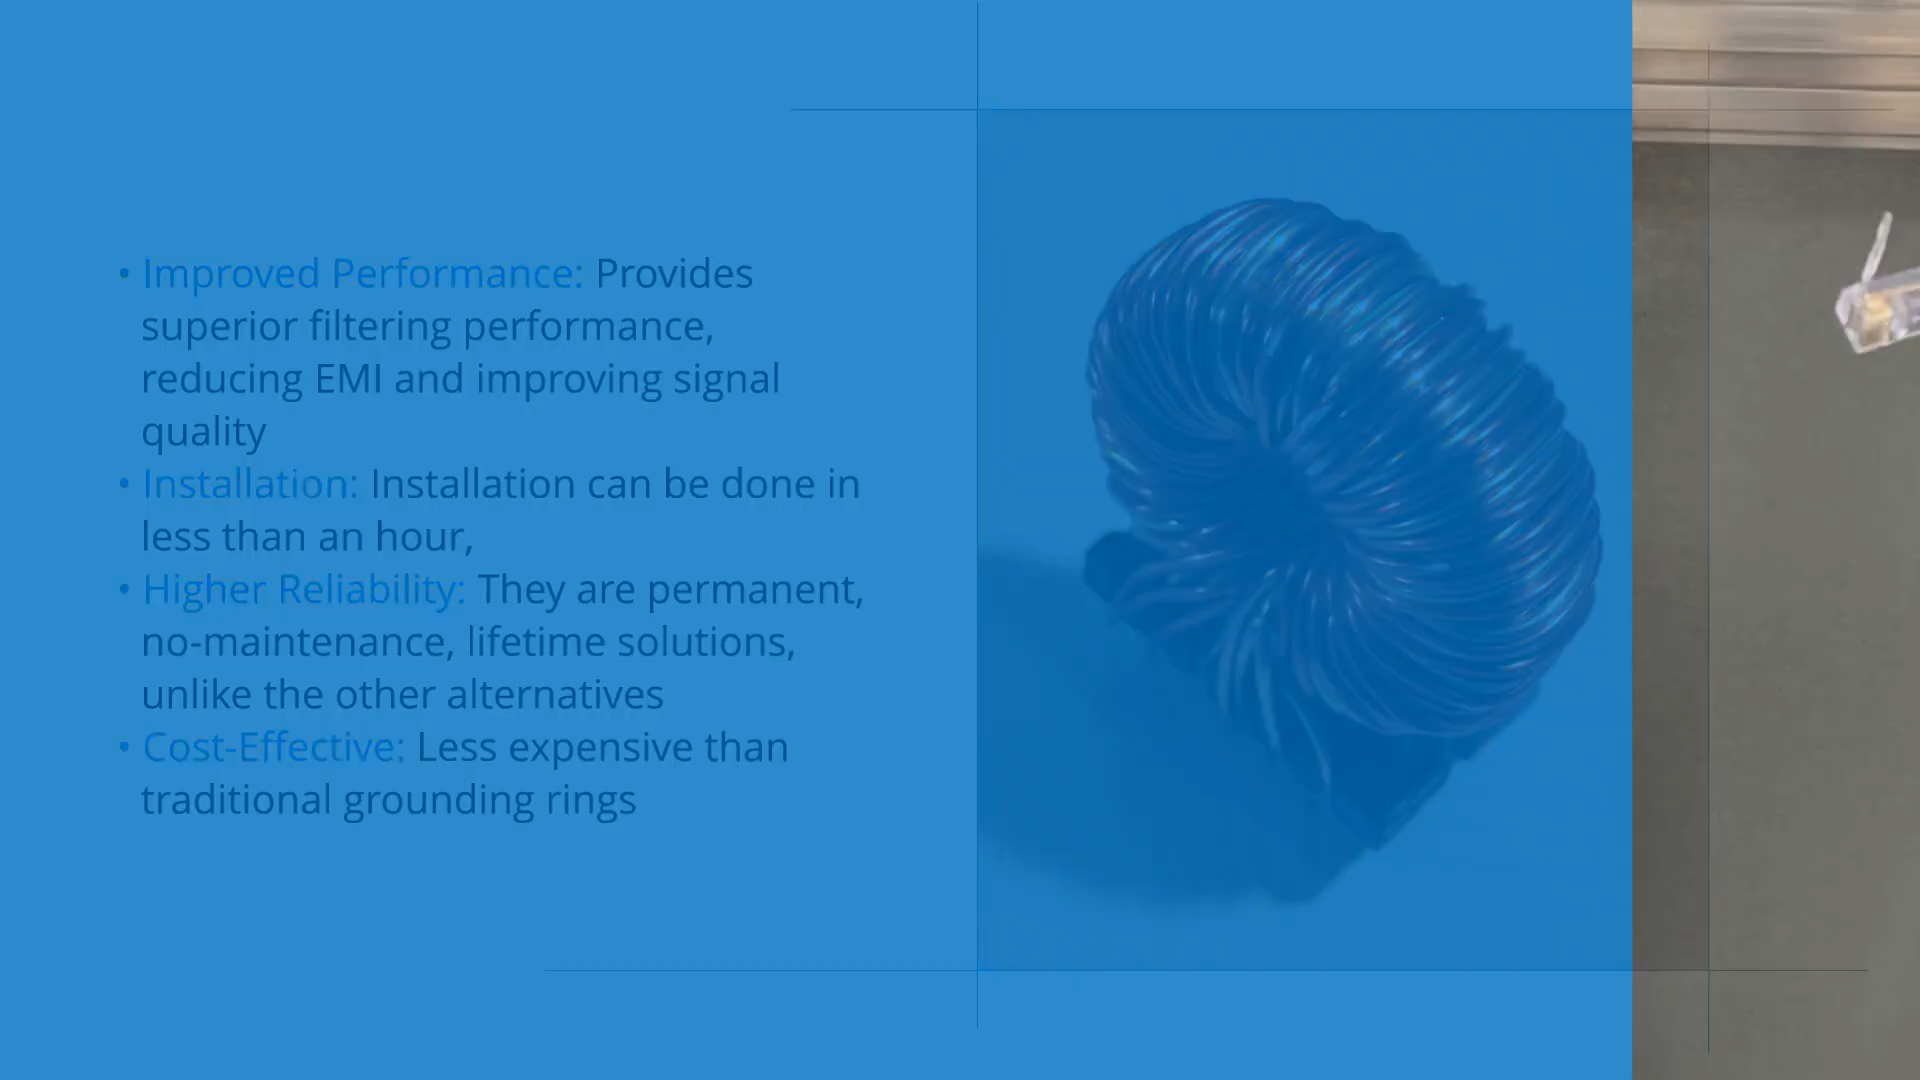 • Improved Performance: Provides
superior filtering performance,
reducing EMI and improving signal
quality
• Installation: Installation can be done in
less than an hour,
• Higher Reliability: They are permanent,
no-maintenance, lifetime solutions,
unlike the other alternatives
• Cost-Effective: Less expensive than
traditional grounding rings